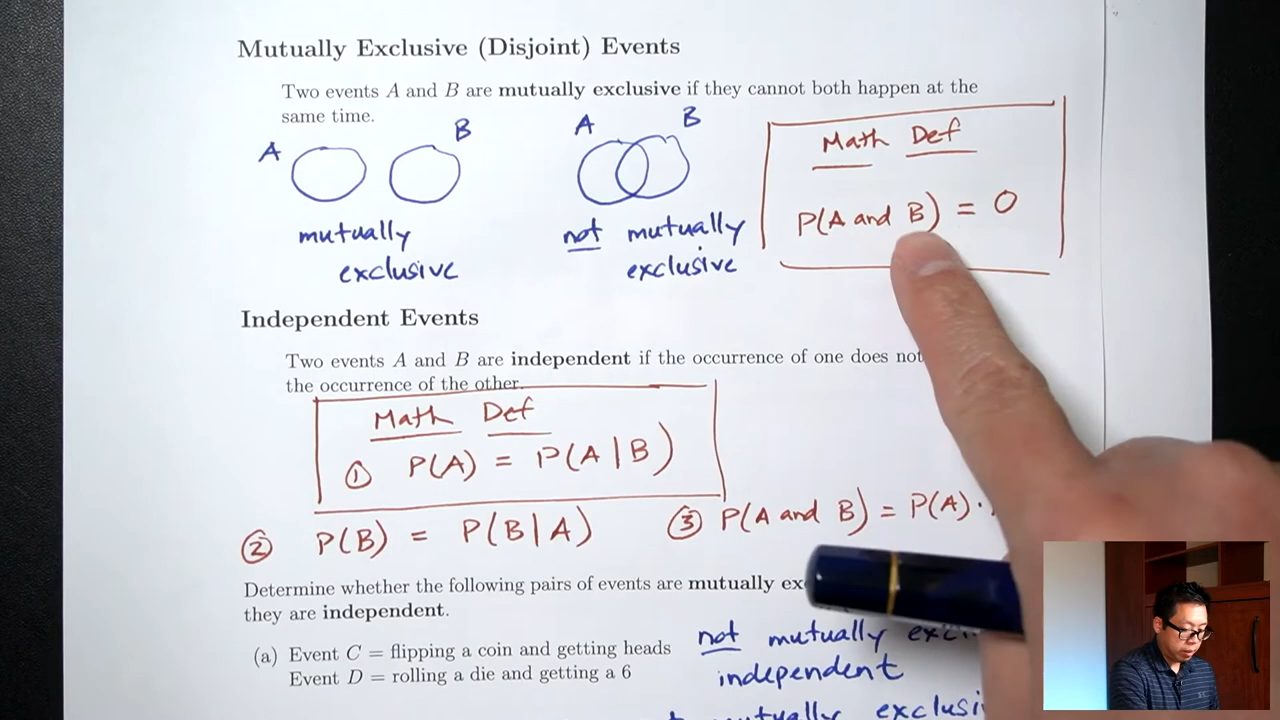 Mutually Exclusive (Disjoint) Events
Two events A and B are mutually exclusive if they cannot both happen at the
same time.
A B
A B
mutually
exclusive
not mutually
exclusive
Math Def
P(A and B) = 0
Independent Events
Two events A and B are independent if the occurrence of one does not
the occurrence of the other.
Math Def
① P(A) = P(A|B)
② P(B) = P(B|A) ③ P(A and B) = P(A) ·
Determine whether the following pairs of events are mutually
they are independent.
(a) Event C = flipping a coin and getting heads
Event D = rolling a die and getting a 6
not mutually
independent
mutually